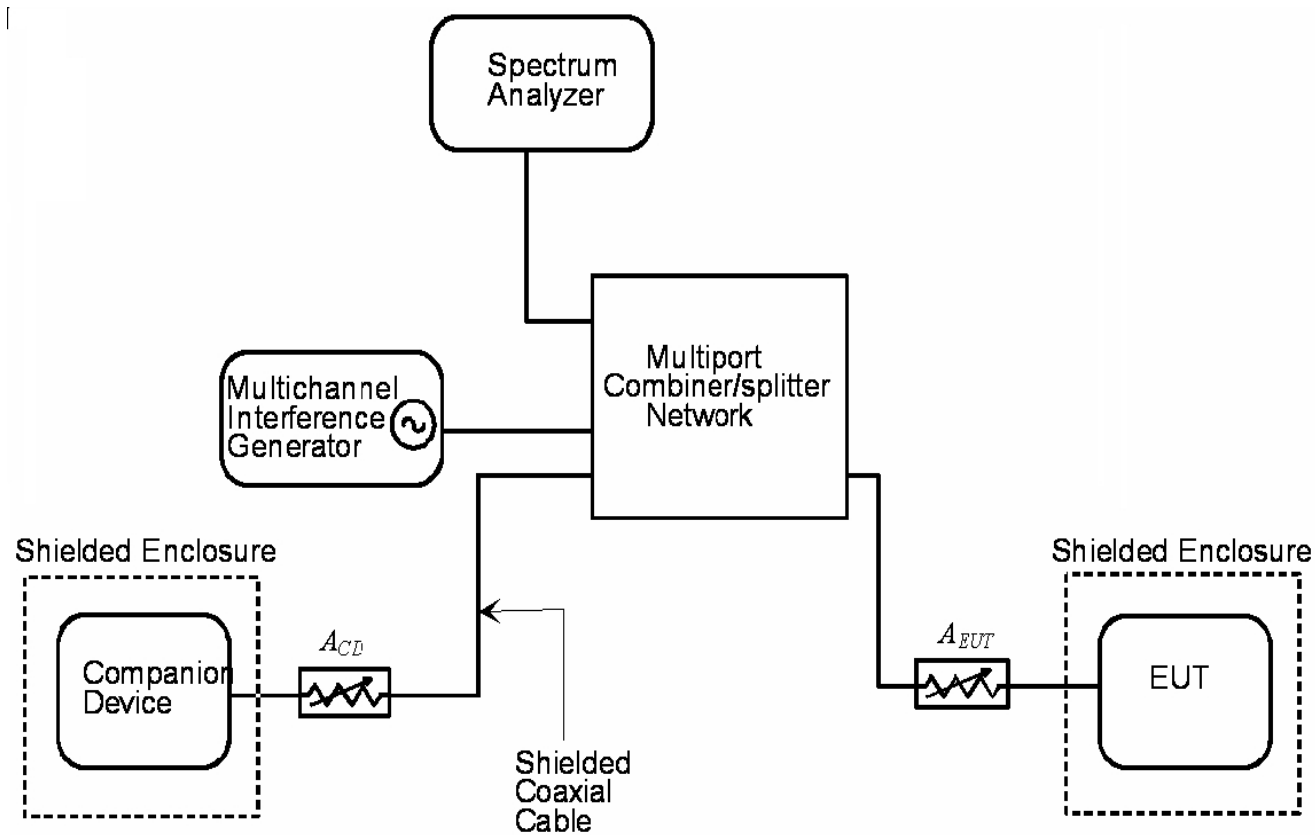 Spectrum
Analyzer
Multiport
Combiner/splitter
Network
Multichannel
Interference
Generator
Shielded Enclosure
Shielded Enclosure
Companion
Device
A_CD
A_EUT
EUT
Shielded
Coaxial
Cable